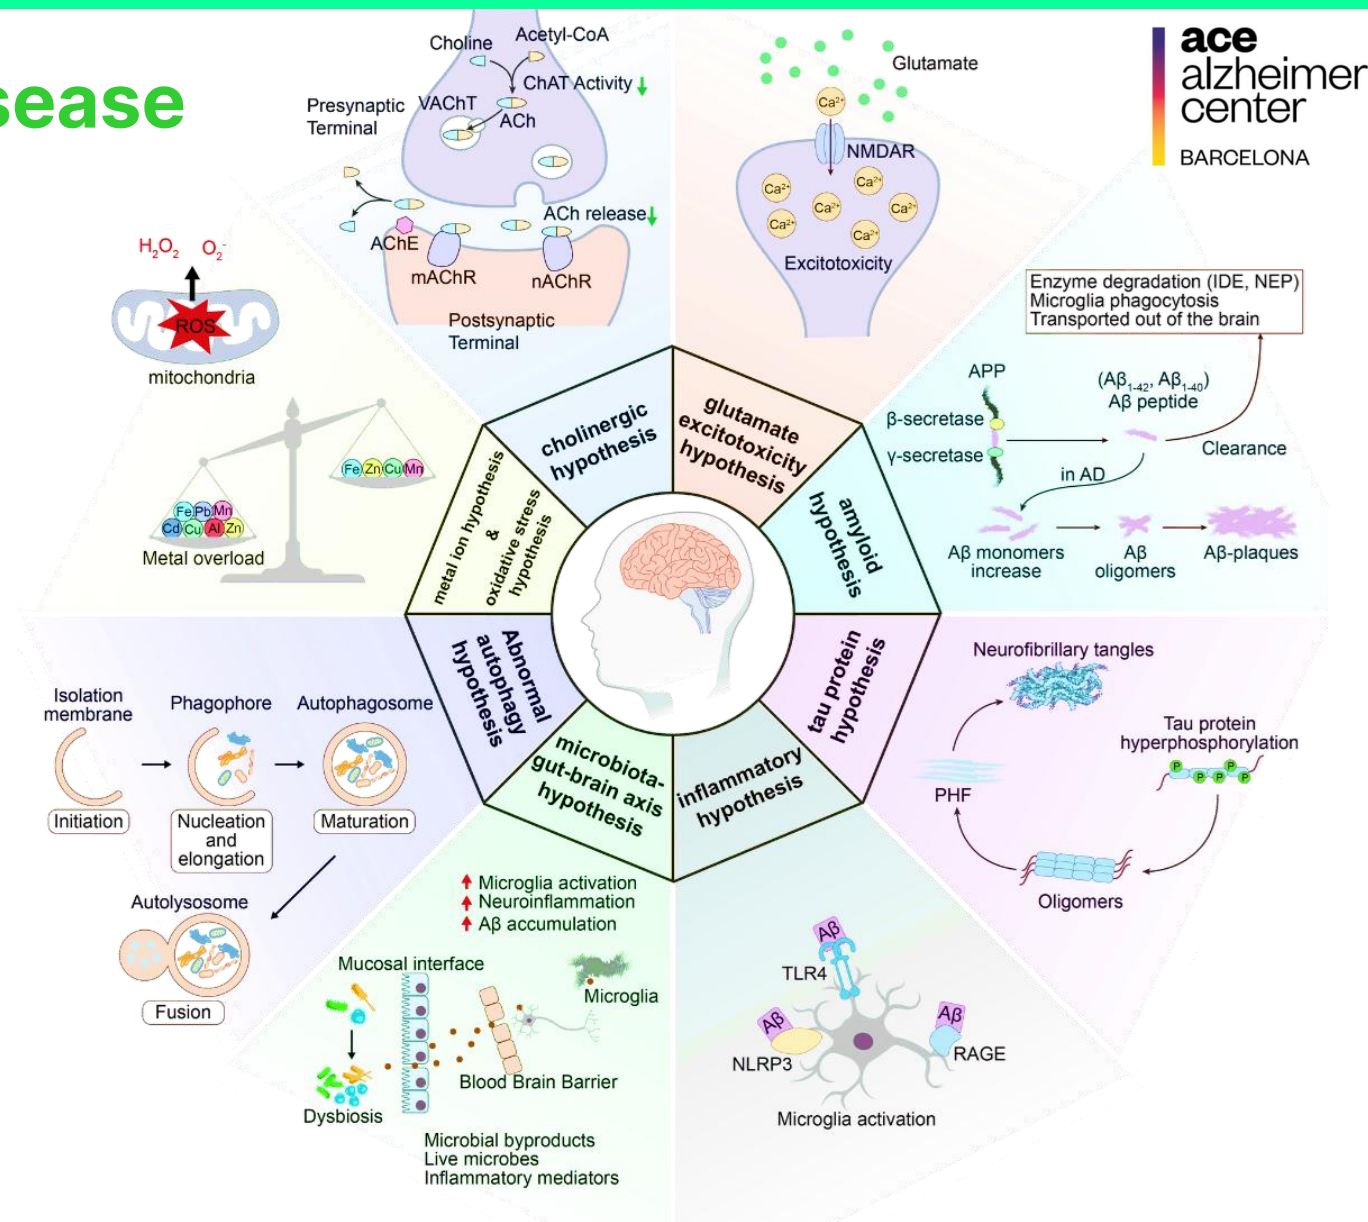 sease
ace
alzheimer
center
BARCELONA
Choline
Acetyl-CoA
ChAT Activity
VAChT
ACh
Presynaptic
Terminal
ACh release
AChE
mAChR
nAChR
Postsynaptic
Terminal
Glutamate
Ca²⁺
NMDAR
Ca²⁺
Ca²⁺
Ca²⁺
Ca²⁺
Ca²⁺
Ca²⁺
Excitotoxicity
Enzyme degradation (IDE, NEP)
Microglia phagocytosis
Transported out of the brain
APP
β-secretase
γ-secretase
(Aβ₁₋₄₂, Aβ₁₋₄₀)
Aβ peptide
Clearance
in AD
Aβ monomers
increase
Aβ
oligomers
Aβ-plaques
H₂O₂ O₂⁻
ROS
mitochondria
Fe Zn Cu Mn
Fe Pb Mn
Cd Cu Al Zn
Metal overload
cholinergic
hypothesis
glutamate
excitotoxicity
hypothesis
amyloid
hypothesis
tau protein
hypothesis
inflammatory
hypothesis
microbiota-
gut-brain axis
hypothesis
Abnormal
autophagy
hypothesis
metal ion hypothesis
&
oxidative stress
hypothesis
Neurofibrillary tangles
Tau protein
hyperphosphorylation
P P P P P
PHF
Oligomers
Isolation
membrane
Phagophore
Autophagosome
Initiation
Nucleation
and
elongation
Maturation
Autolysosome
Fusion
Microglia activation
Neuroinflammation
Aβ accumulation
Mucosal interface
Microglia
Blood Brain Barrier
Dysbiosis
Microbial byproducts
Live microbes
Inflammatory mediators
Aβ
TLR4
Aβ
NLRP3
Aβ
RAGE
Microglia activation